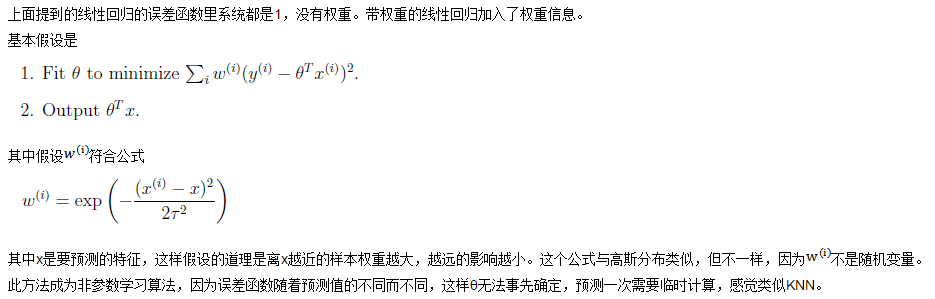 上面提到的线性回归的误差函数里系统都是1，没有权重。带权重的线性回归加入了权重信息。
基本假设是
1. Fit θ to minimize ∑_i w^(i)(y^(i) − θ^T x^(i))^2.
2. Output θ^T x.
其中假设w^(i)符合公式
w^(i) = exp(−(x^(i) − x)^2 / 2τ^2)
其中x是要预测的特征，这样假设的道理是离x越近的样本权重越大，越远的影响越小。这个公式与高斯分布类似，但不一样，因为w^(i)不是随机变量。
此方法成为非参数学习算法，因为误差函数随着预测值的不同而不同，这样θ无法事先确定，预测一次需要临时计算，感觉类似KNN。